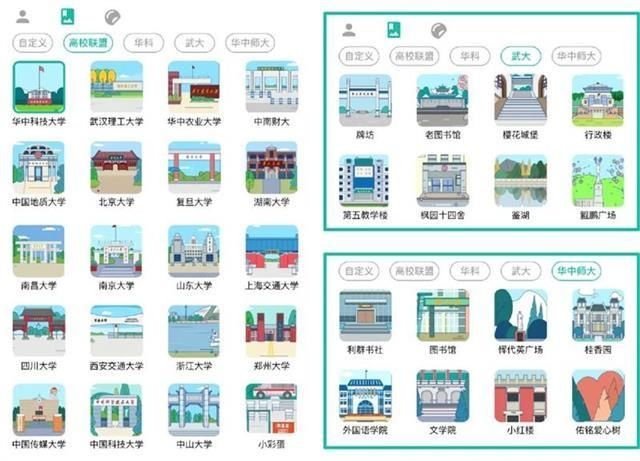 自定义 高校联盟 华科 武大 华中师大
华中科技大学 武汉理工大学 华中农业大学 中南财大
中国地质大学 北京大学 复旦大学 湖南大学
南昌大学 南京大学 山东大学 上海交通大学
四川大学 西安交通大学 浙江大学 郑州大学
中国传媒大学 中国科技大学 中山大学 小彩蛋
自定义 高校联盟 华科 武大 华中师大
牌坊 老图书馆 樱花城堡 行政楼
第五教学楼 枫园十四舍 鉴湖 鲲鹏广场
自定义 高校联盟 华科 武大 华中师大
利群书社 图书馆 恽代英广场 桂香园
外国语学院 文学院 小红楼 佑铭爱心树